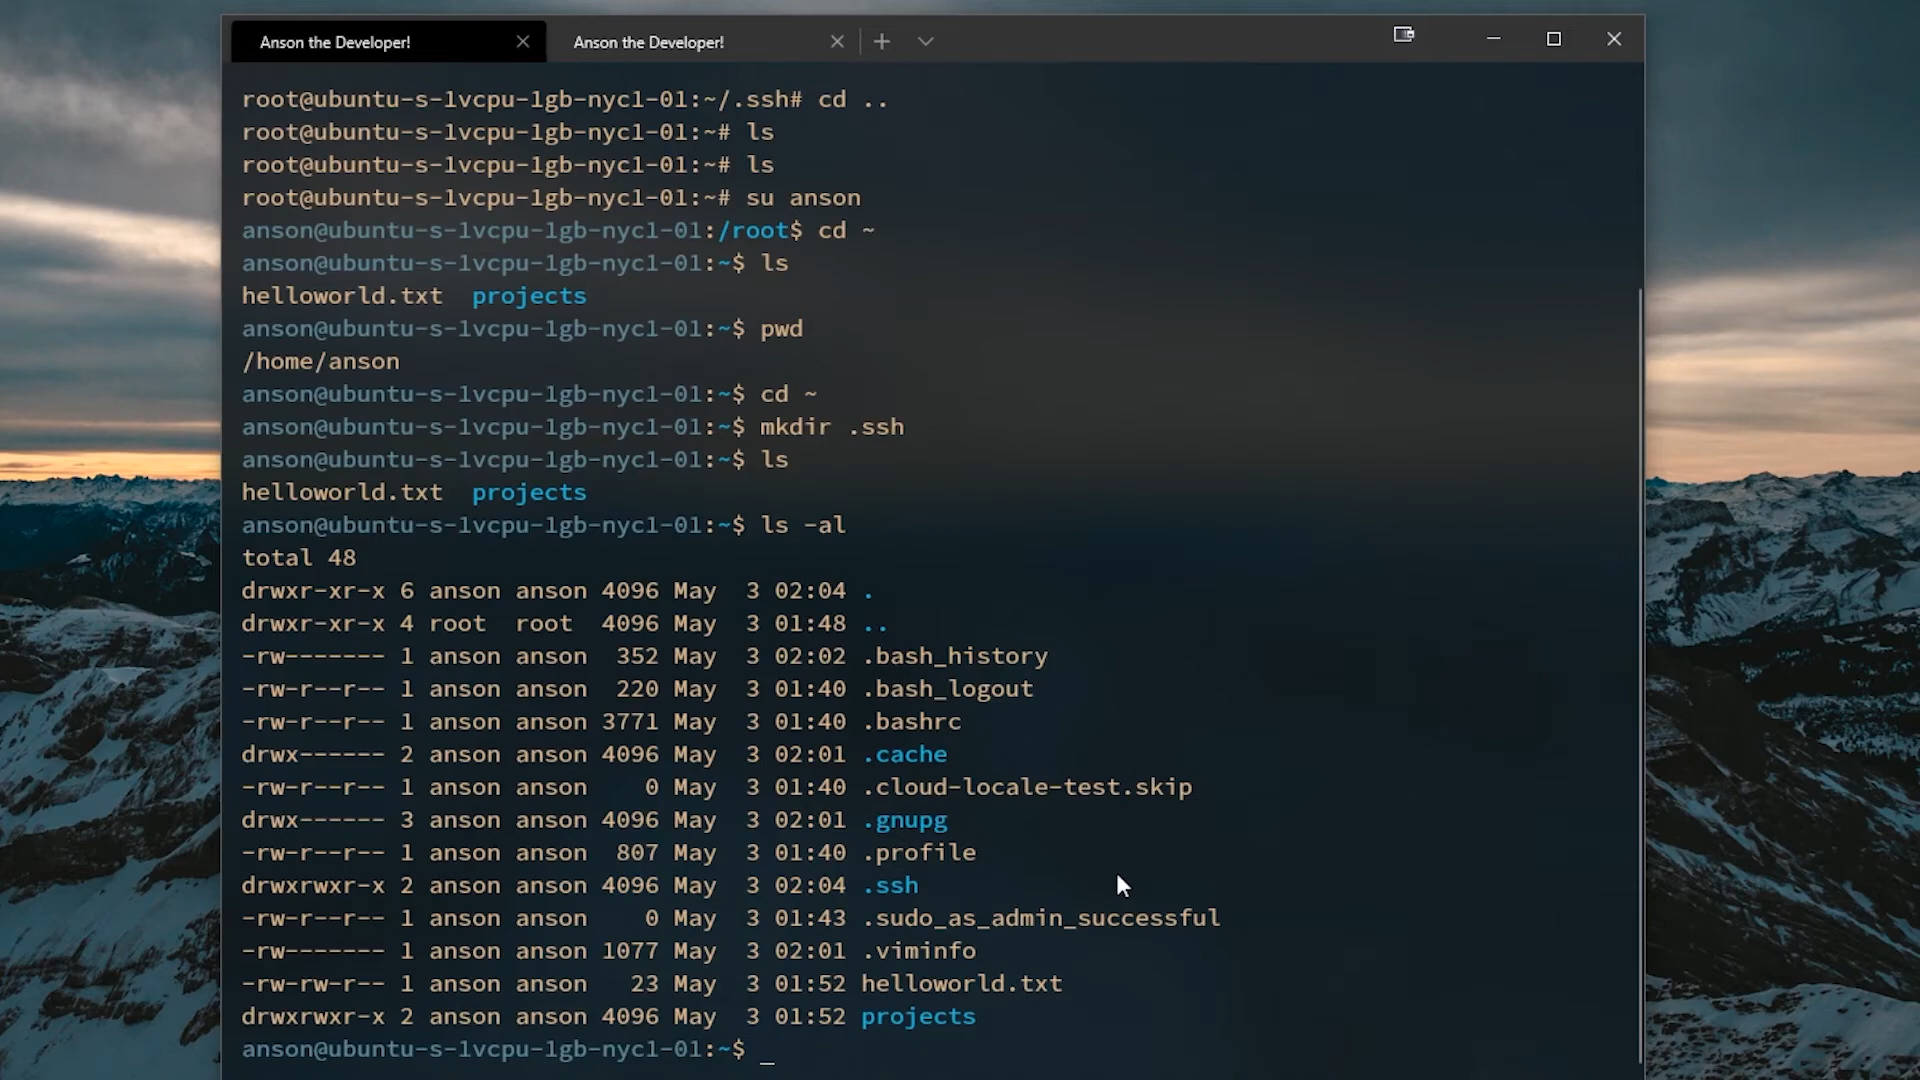 Anson the Developer! Anson the Developer!
root@ubuntu-s-1vcpu-1gb-nyc1-01:~/.ssh# cd ..
root@ubuntu-s-1vcpu-1gb-nyc1-01:~# ls
root@ubuntu-s-1vcpu-1gb-nyc1-01:~# ls
root@ubuntu-s-1vcpu-1gb-nyc1-01:~# su anson
anson@ubuntu-s-1vcpu-1gb-nyc1-01:/root$ cd ~
anson@ubuntu-s-1vcpu-1gb-nyc1-01:~$ ls
helloworld.txt  projects
anson@ubuntu-s-1vcpu-1gb-nyc1-01:~$ pwd
/home/anson
anson@ubuntu-s-1vcpu-1gb-nyc1-01:~$ cd ~
anson@ubuntu-s-1vcpu-1gb-nyc1-01:~$ mkdir .ssh
anson@ubuntu-s-1vcpu-1gb-nyc1-01:~$ ls
helloworld.txt  projects
anson@ubuntu-s-1vcpu-1gb-nyc1-01:~$ ls -al
total 48
drwxr-xr-x 6 anson anson 4096 May  3 02:04 .
drwxr-xr-x 4 root  root  4096 May  3 01:48 ..
-rw------- 1 anson anson  352 May  3 02:02 .bash_history
-rw-r--r-- 1 anson anson  220 May  3 01:40 .bash_logout
-rw-r--r-- 1 anson anson 3771 May  3 01:40 .bashrc
drwx------ 2 anson anson 4096 May  3 02:01 .cache
-rw-r--r-- 1 anson anson    0 May  3 01:40 .cloud-locale-test.skip
drwx------ 3 anson anson 4096 May  3 02:01 .gnupg
-rw-r--r-- 1 anson anson  807 May  3 01:40 .profile
drwxrwxr-x 2 anson anson 4096 May  3 02:04 .ssh
-rw-r--r-- 1 anson anson    0 May  3 01:43 .sudo_as_admin_successful
-rw------- 1 anson anson 1077 May  3 02:01 .viminfo
-rw-rw-r-- 1 anson anson   23 May  3 01:52 helloworld.txt
drwxrwxr-x 2 anson anson 4096 May  3 01:52 projects
anson@ubuntu-s-1vcpu-1gb-nyc1-01:~$ _